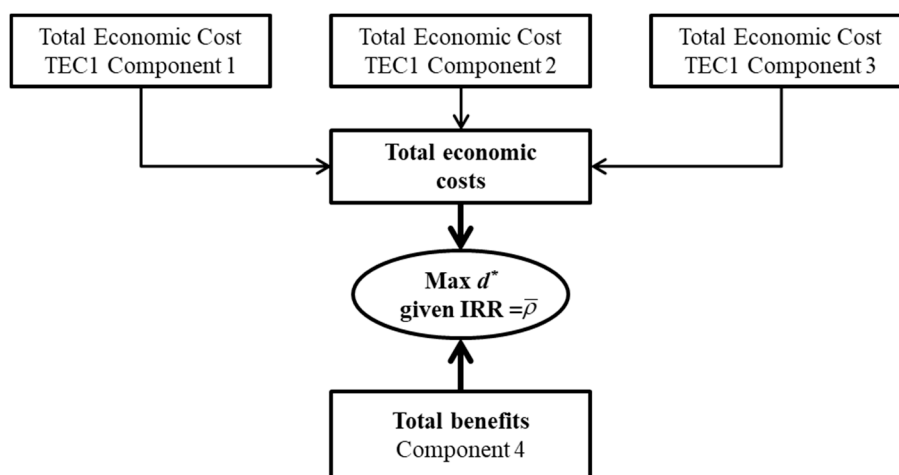 Total Economic Cost
TEC1 Component 1
Total Economic Cost
TEC1 Component 2
Total Economic Cost
TEC1 Component 3
Total economic
costs
Max d*
given IRR =ρ̅
Total benefits
Component 4